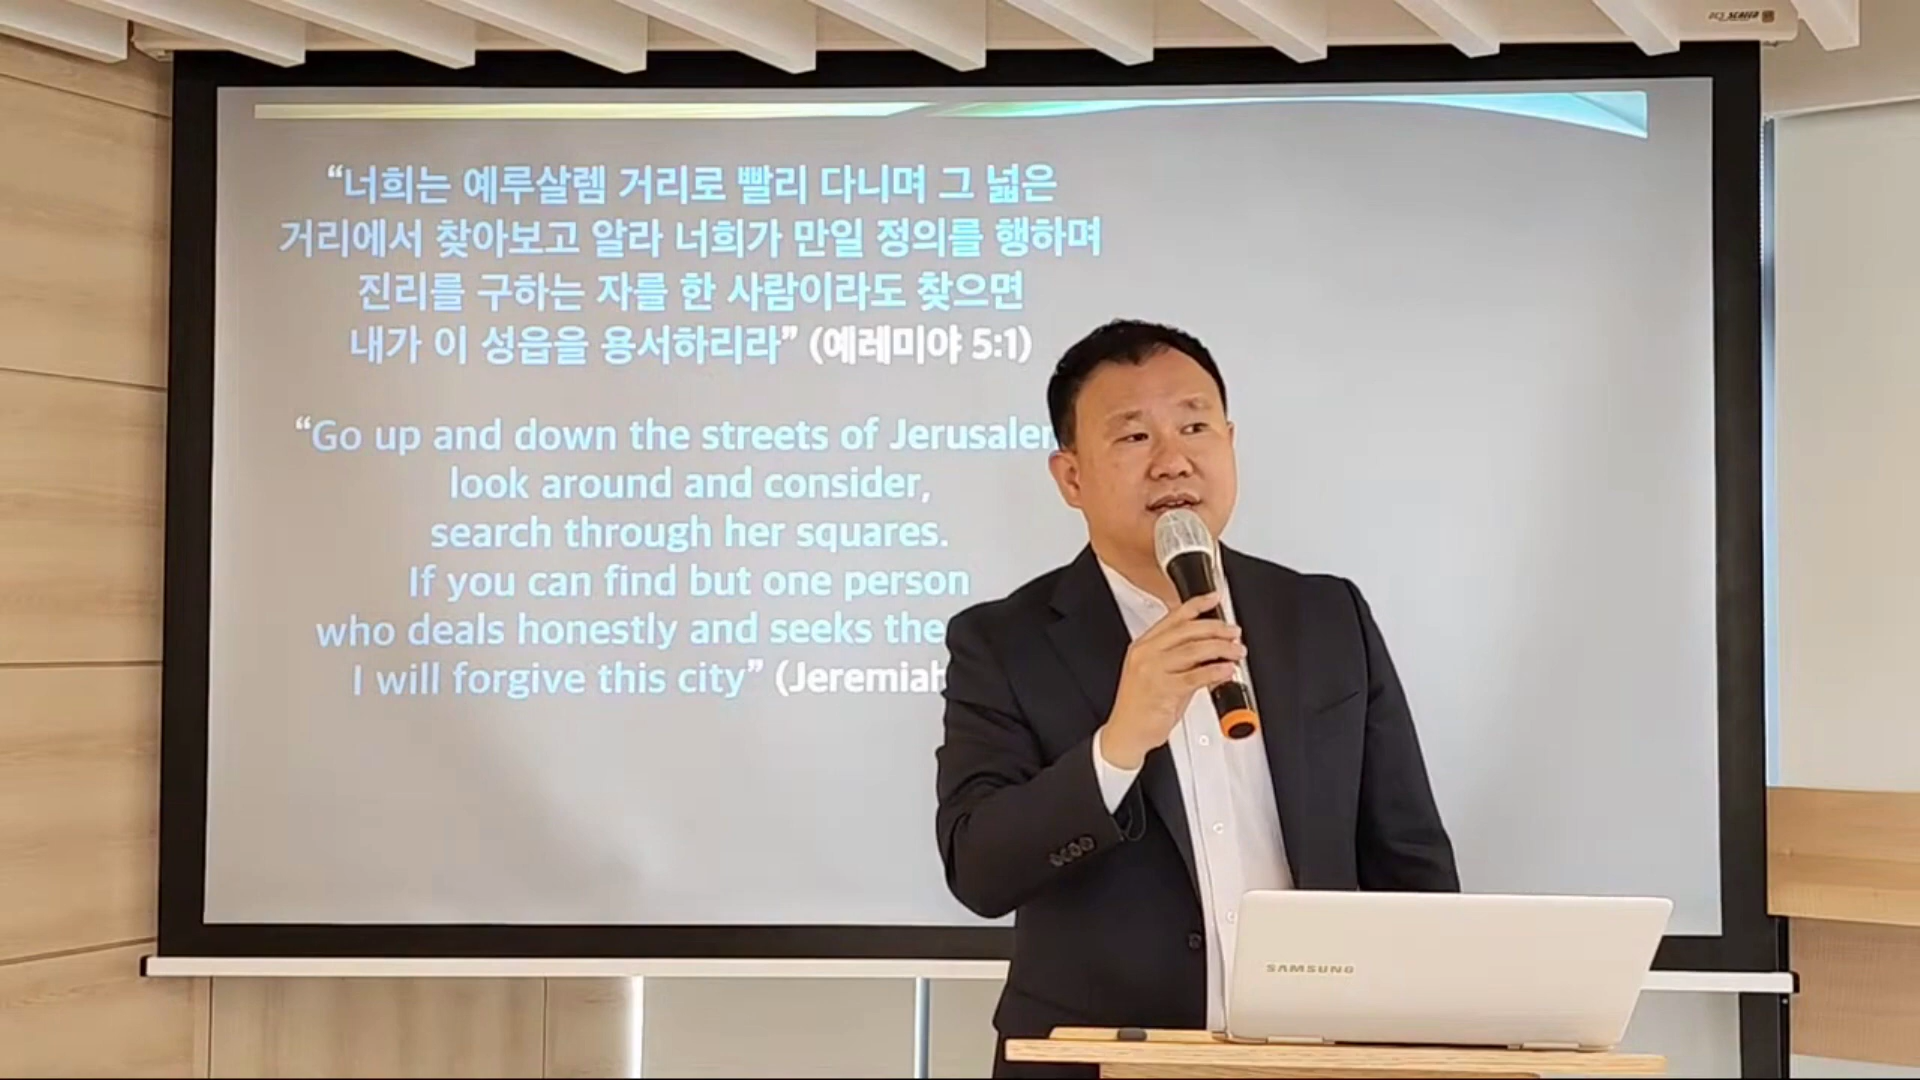 “너희는 예루살렘 거리로 빨리 다니며 그 넓은
거리에서 찾아보고 알라 너희가 만일 정의를 행하며
진리를 구하는 자를 한 사람이라도 찾으면
내가 이 성읍을 용서하리라” (예레미야 5:1)
“Go up and down the streets of
look around and consider,
search through her squares.
If you can find but one person
who deals honestly and seeks the
I will forgive this city” (Jeremiah
SAMSUNG